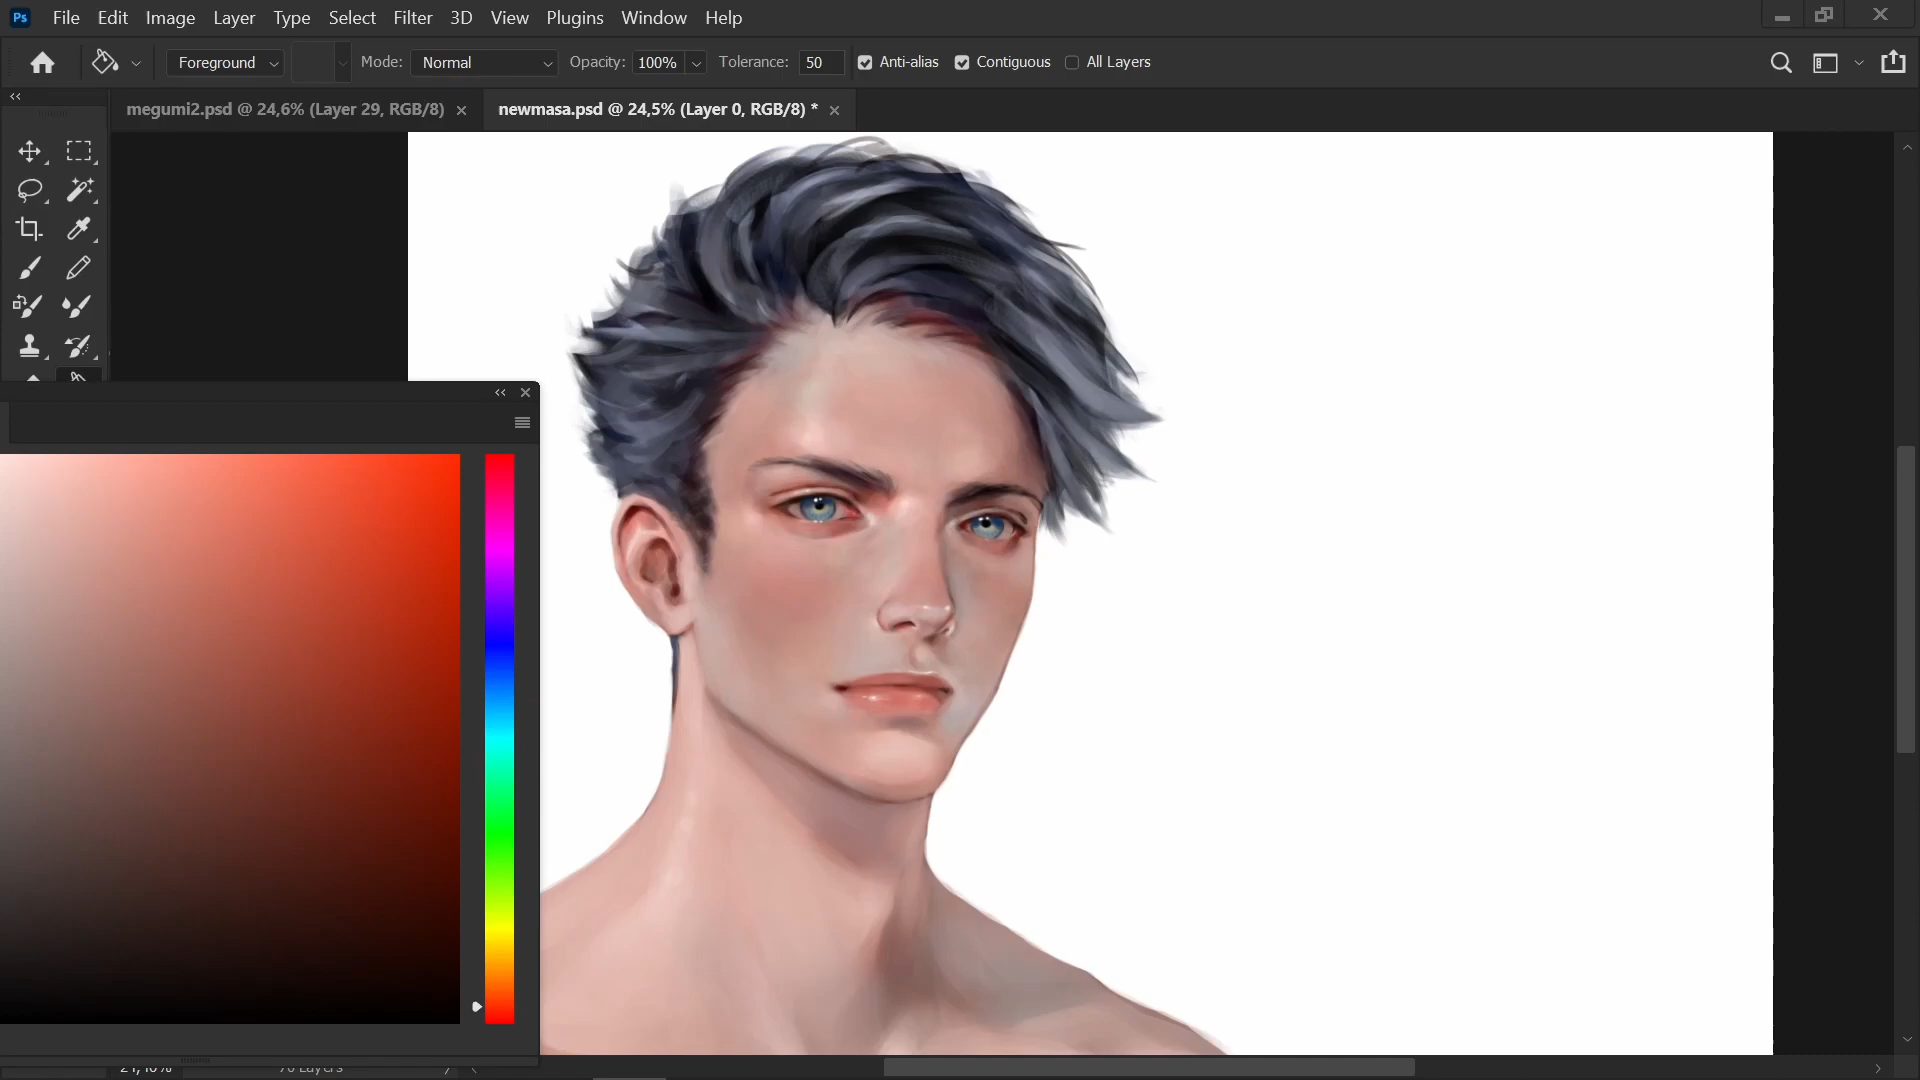 Ps File Edit Image Layer Type Select Filter 3D View Plugins Window Help
Foreground Mode: Normal Opacity: 100% Tolerance: 50 Anti-alias Contiguous All Layers
megumi2.psd @ 24,6% (Layer 29, RGB/8) newmasa.psd @ 24,5% (Layer 0, RGB/8) *